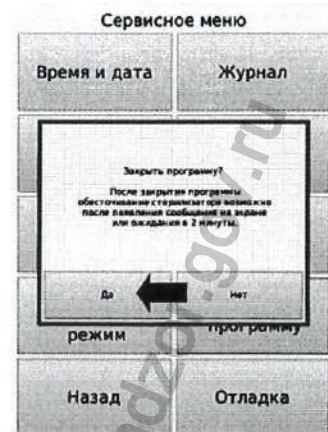 Сервисное меню
Время и дата Журнал
Закрыть программу?
После закрытия программы
обесточивание стерилизатора возможно
после появления сообщения на экране
или ожидания в 2 минуты.
Да Нет
режим программу
Назад Отладка